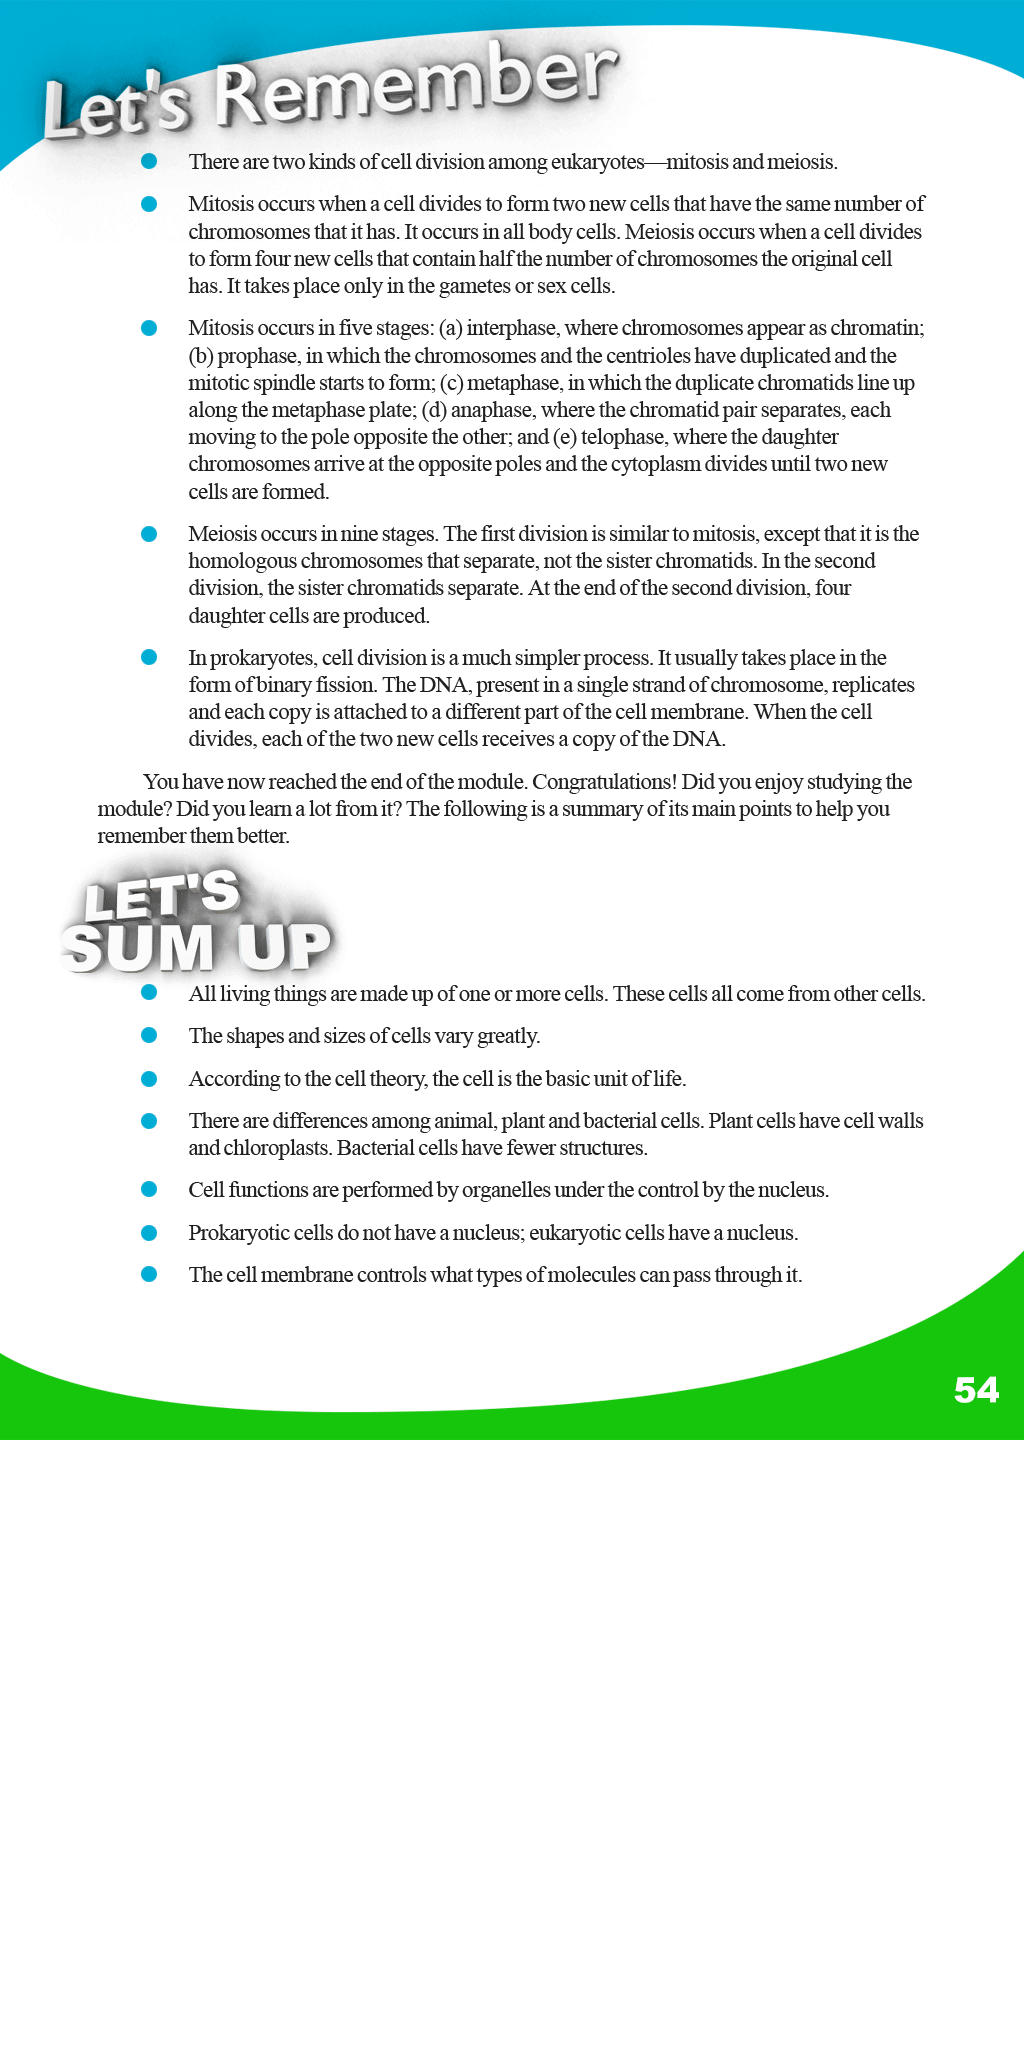 Let's Remember
There are two kinds of cell division among eukaryotes—mitosis and meiosis.
Mitosis occurs when a cell divides to form two new cells that have the same number of
chromosomes that it has. It occurs in all body cells. Meiosis occurs when a cell divides
to form four new cells that contain half the number of chromosomes the original cell
has. It takes place only in the gametes or sex cells.
Mitosis occurs in five stages: (a) interphase, where chromosomes appear as chromatin;
(b) prophase, in which the chromosomes and the centrioles have duplicated and the
mitotic spindle starts to form; (c) metaphase, in which the duplicate chromatids line up
along the metaphase plate; (d) anaphase, where the chromatid pair separates, each
moving to the pole opposite the other; and (e) telophase, where the daughter
chromosomes arrive at the opposite poles and the cytoplasm divides until two new
cells are formed.
Meiosis occurs in nine stages. The first division is similar to mitosis, except that it is the
homologous chromosomes that separate, not the sister chromatids. In the second
division, the sister chromatids separate. At the end of the second division, four
daughter cells are produced.
In prokaryotes, cell division is a much simpler process. It usually takes place in the
form of binary fission. The DNA, present in a single strand of chromosome, replicates
and each copy is attached to a different part of the cell membrane. When the cell
divides, each of the two new cells receives a copy of the DNA.
You have now reached the end of the module. Congratulations! Did you enjoy studying the
module? Did you learn a lot from it? The following is a summary of its main points to help you
remember them better.
LET'S
SUM UP
All living things are made up of one or more cells. These cells all come from other cells.
The shapes and sizes of cells vary greatly.
According to the cell theory, the cell is the basic unit of life.
There are differences among animal, plant and bacterial cells. Plant cells have cell walls
and chloroplasts. Bacterial cells have fewer structures.
Cell functions are performed by organelles under the control by the nucleus.
Prokaryotic cells do not have a nucleus; eukaryotic cells have a nucleus.
The cell membrane controls what types of molecules can pass through it.
54